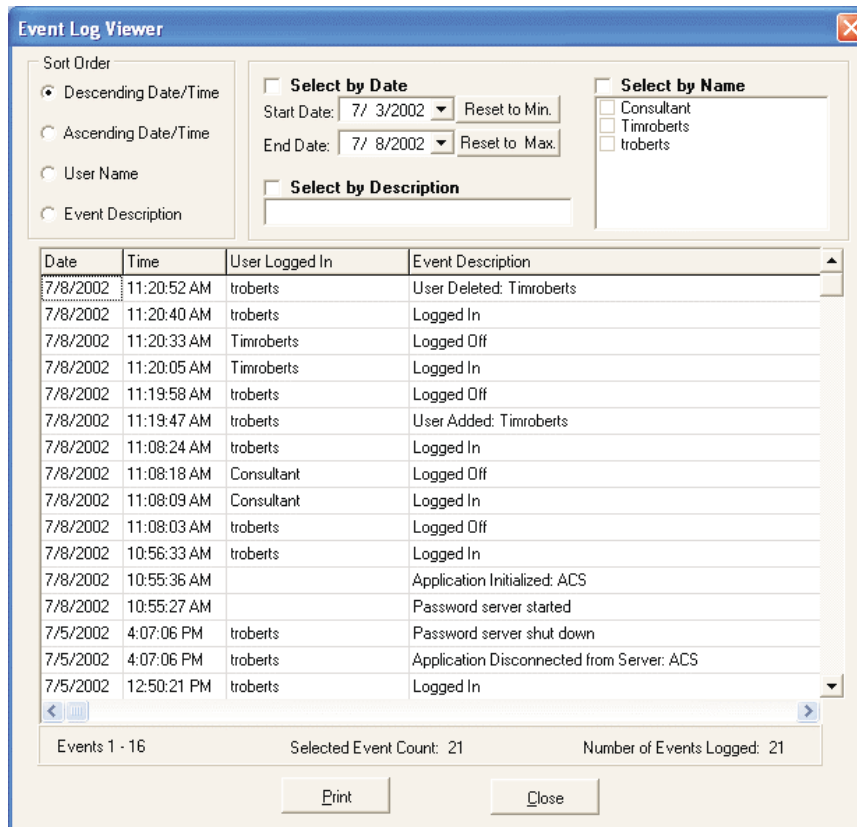 Event Log Viewer
Sort Order
Descending Date/Time
Ascending Date/Time
User Name
Event Description
Select by Date
Start Date: 7/ 3/2002 Reset to Min.
End Date: 7/ 8/2002 Reset to Max.
Select by Description
Select by Name
Consultant
Timroberts
troberts
Date Time User Logged In Event Description
7/8/2002 11:20:52 AM troberts User Deleted: Timroberts
7/8/2002 11:20:40 AM troberts Logged In
7/8/2002 11:20:33 AM Timroberts Logged Off
7/8/2002 11:20:05 AM Timroberts Logged In
7/8/2002 11:19:58 AM troberts Logged Off
7/8/2002 11:19:47 AM troberts User Added: Timroberts
7/8/2002 11:08:24 AM troberts Logged In
7/8/2002 11:08:18 AM Consultant Logged Off
7/8/2002 11:08:09 AM Consultant Logged In
7/8/2002 11:08:03 AM troberts Logged Off
7/8/2002 10:56:33 AM troberts Logged In
7/8/2002 10:55:36 AM Application Initialized: ACS
7/8/2002 10:55:27 AM Password server started
7/5/2002 4:07:06 PM troberts Password server shut down
7/5/2002 4:07:06 PM troberts Application Disconnected from Server: ACS
7/5/2002 12:50:21 PM troberts Logged In
Events 1 - 16 Selected Event Count: 21 Number of Events Logged: 21
Print Close